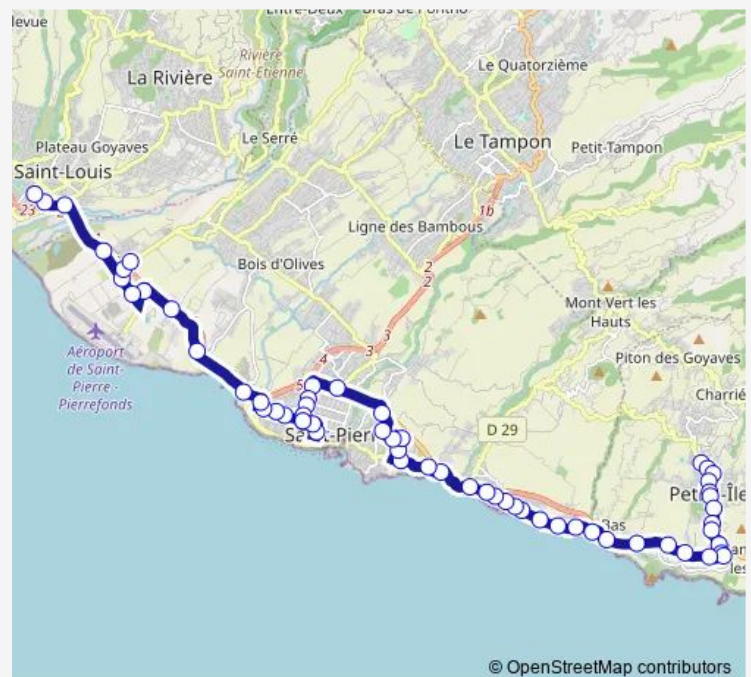 evue
La Rivière
Rivière
Saint-Etienne
Le Quatorzième
Plateau Goyaves
Le Serré
Le Tampon
Petit-Tampon
Saint-Louis
23
1b
Ligne des Bambous
Bois d'Olives
2
2
Mont Vert les
Hauts
3
Aéroport
de Saint-
Pierre -
Pierrefonds
4
3
Piton des Goyaves
5
Charrié
D 29
Bas
© OpenStreetMap contributors